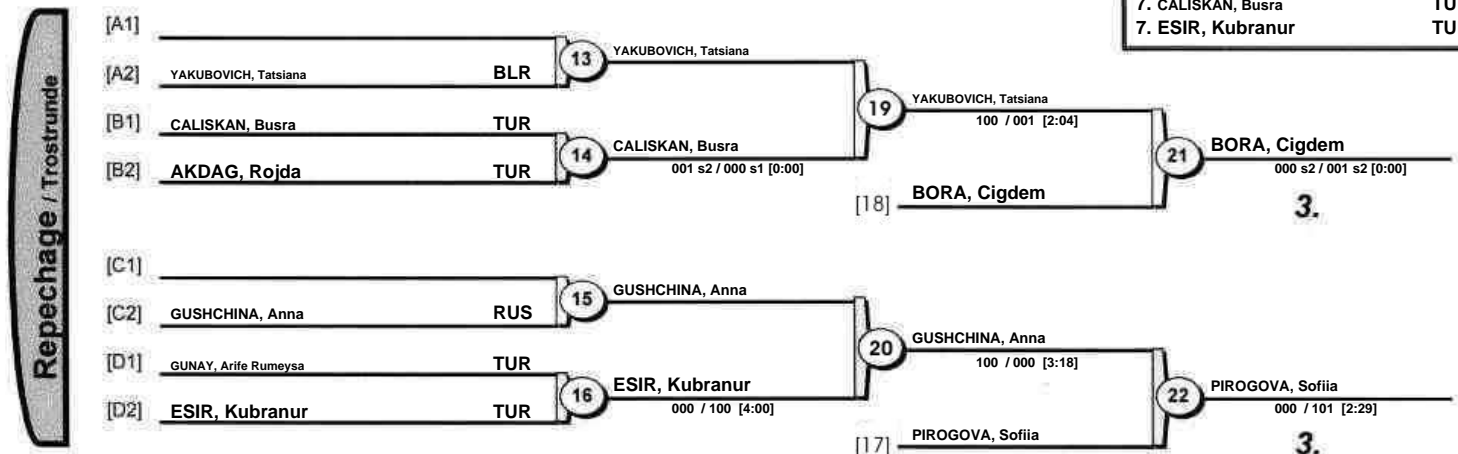 7. CALISKAN, Busra TU
7. ESIR, Kubranur TU
Repechage / Trostrunde
[A1]
[A2] YAKUBOVICH, Tatsiana BLR
13
YAKUBOVICH, Tatsiana
[B1] CALISKAN, Busra TUR
[B2] AKDAG, Rojda TUR
14
CALISKAN, Busra
001 s2 / 000 s1 [0:00]
19
YAKUBOVICH, Tatsiana
100 / 001 [2:04]
[18] BORA, Cigdem
21
BORA, Cigdem
000 s2 / 001 s2 [0:00]
3.
[C1]
[C2] GUSHCHINA, Anna RUS
15
GUSHCHINA, Anna
[D1] GUNAY, Arife Rumeysa TUR
[D2] ESIR, Kubranur TUR
16
ESIR, Kubranur
000 / 100 [4:00]
20
GUSHCHINA, Anna
100 / 000 [3:18]
[17] PIROGOVA, Sofiia
22
PIROGOVA, Sofiia
000 / 101 [2:29]
3.